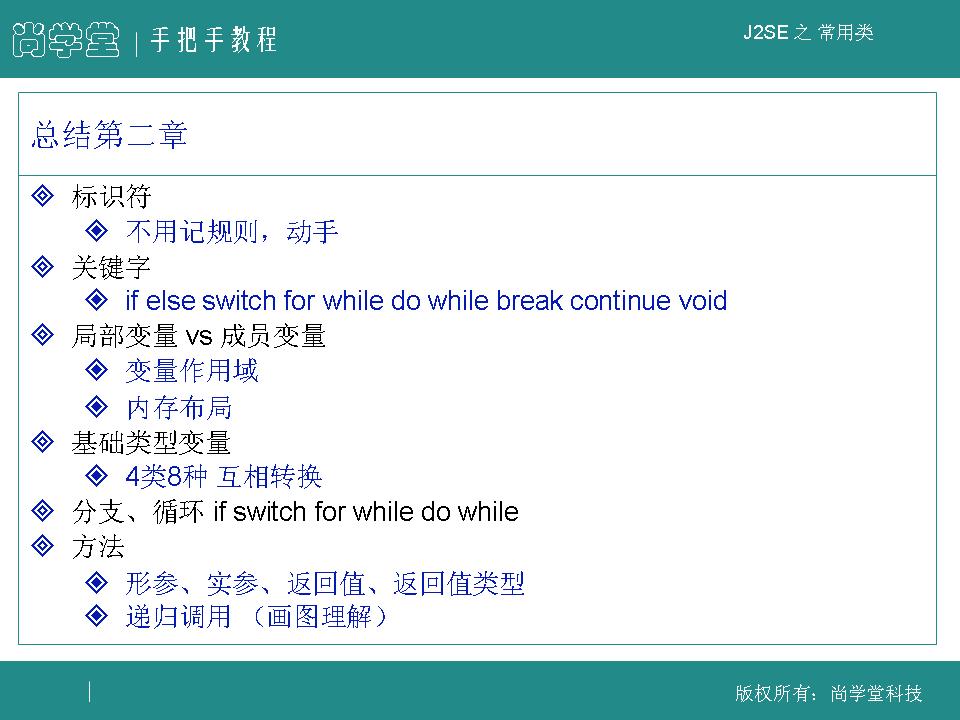 尚学堂 | 手把手教程
J2SE 之 常用类
总结第二章
标识符
不用记规则，动手
关键字
if else switch for while do while break continue void
局部变量 vs 成员变量
变量作用域
内存布局
基础类型变量
4类8种 互相转换
分支、循环 if switch for while do while
方法
形参、实参、返回值、返回值类型
递归调用 （画图理解）
版权所有：尚学堂科技